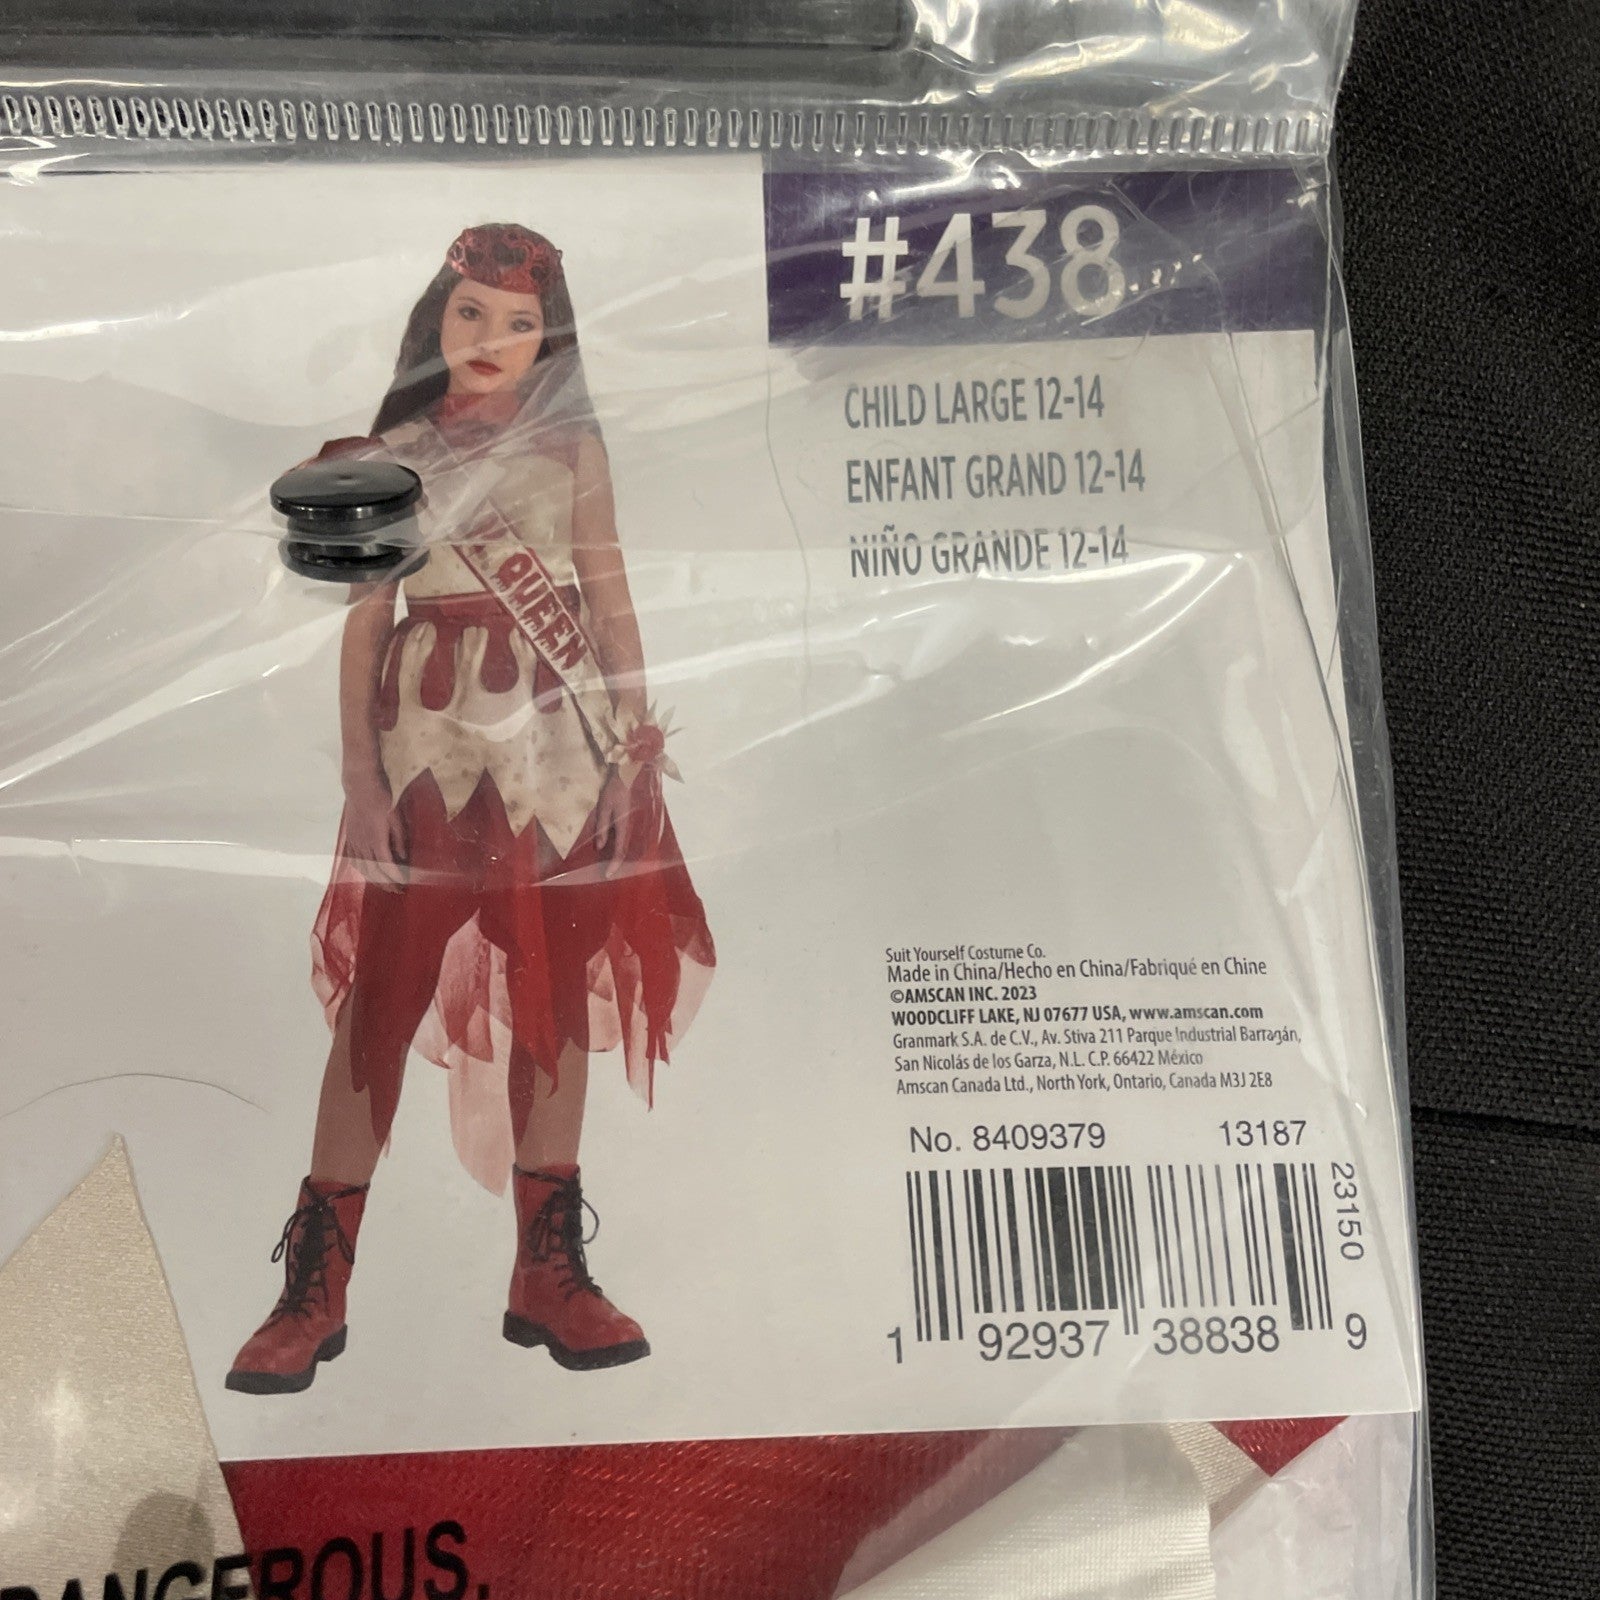 #438
CHILD LARGE 12-14
ENFANT GRAND 12-14
NIÑO GRANDE 12-14
QUEEN
Suit Yourself Costume Co.
Made in China/Hecho en China/Fabriqué en Chine
©AMSCAN INC. 2023
WOODCLIFF LAKE, NJ 07677 USA, www.amscan.com
Granmark S.A. de C.V., Av. Stiva 211 Parque Industrial Barragán,
San Nicolás de los Garza, N.L. C.P. 66422 México
Amscan Canada Ltd., North York, Ontario, Canada M3J 2E8
No. 8409379 13187
23150
1 92937 38838 9
DANGEROUS.